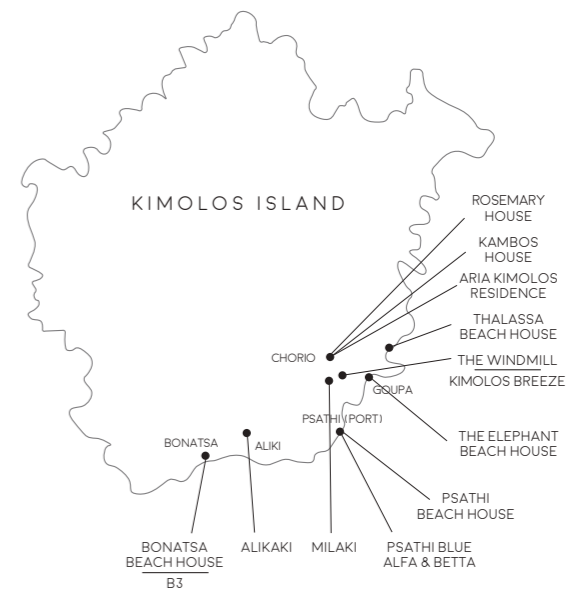 KIMOLOS ISLAND
ROSEMARY
HOUSE
KAMBOS
HOUSE
ARIA KIMOLOS
RESIDENCE
THALASSA
BEACH HOUSE
CHORIO
THE WINDMILL
KIMOLOS BREEZE
GOUPA
PSATHI (PORT)
BONATSA
ALIKI
THE ELEPHANT
BEACH HOUSE
PSATHI
BEACH HOUSE
BONATSA
BEACH HOUSE
B3
ALIKAKI
MILAKI
PSATHI BLUE
ALFA & BETTA